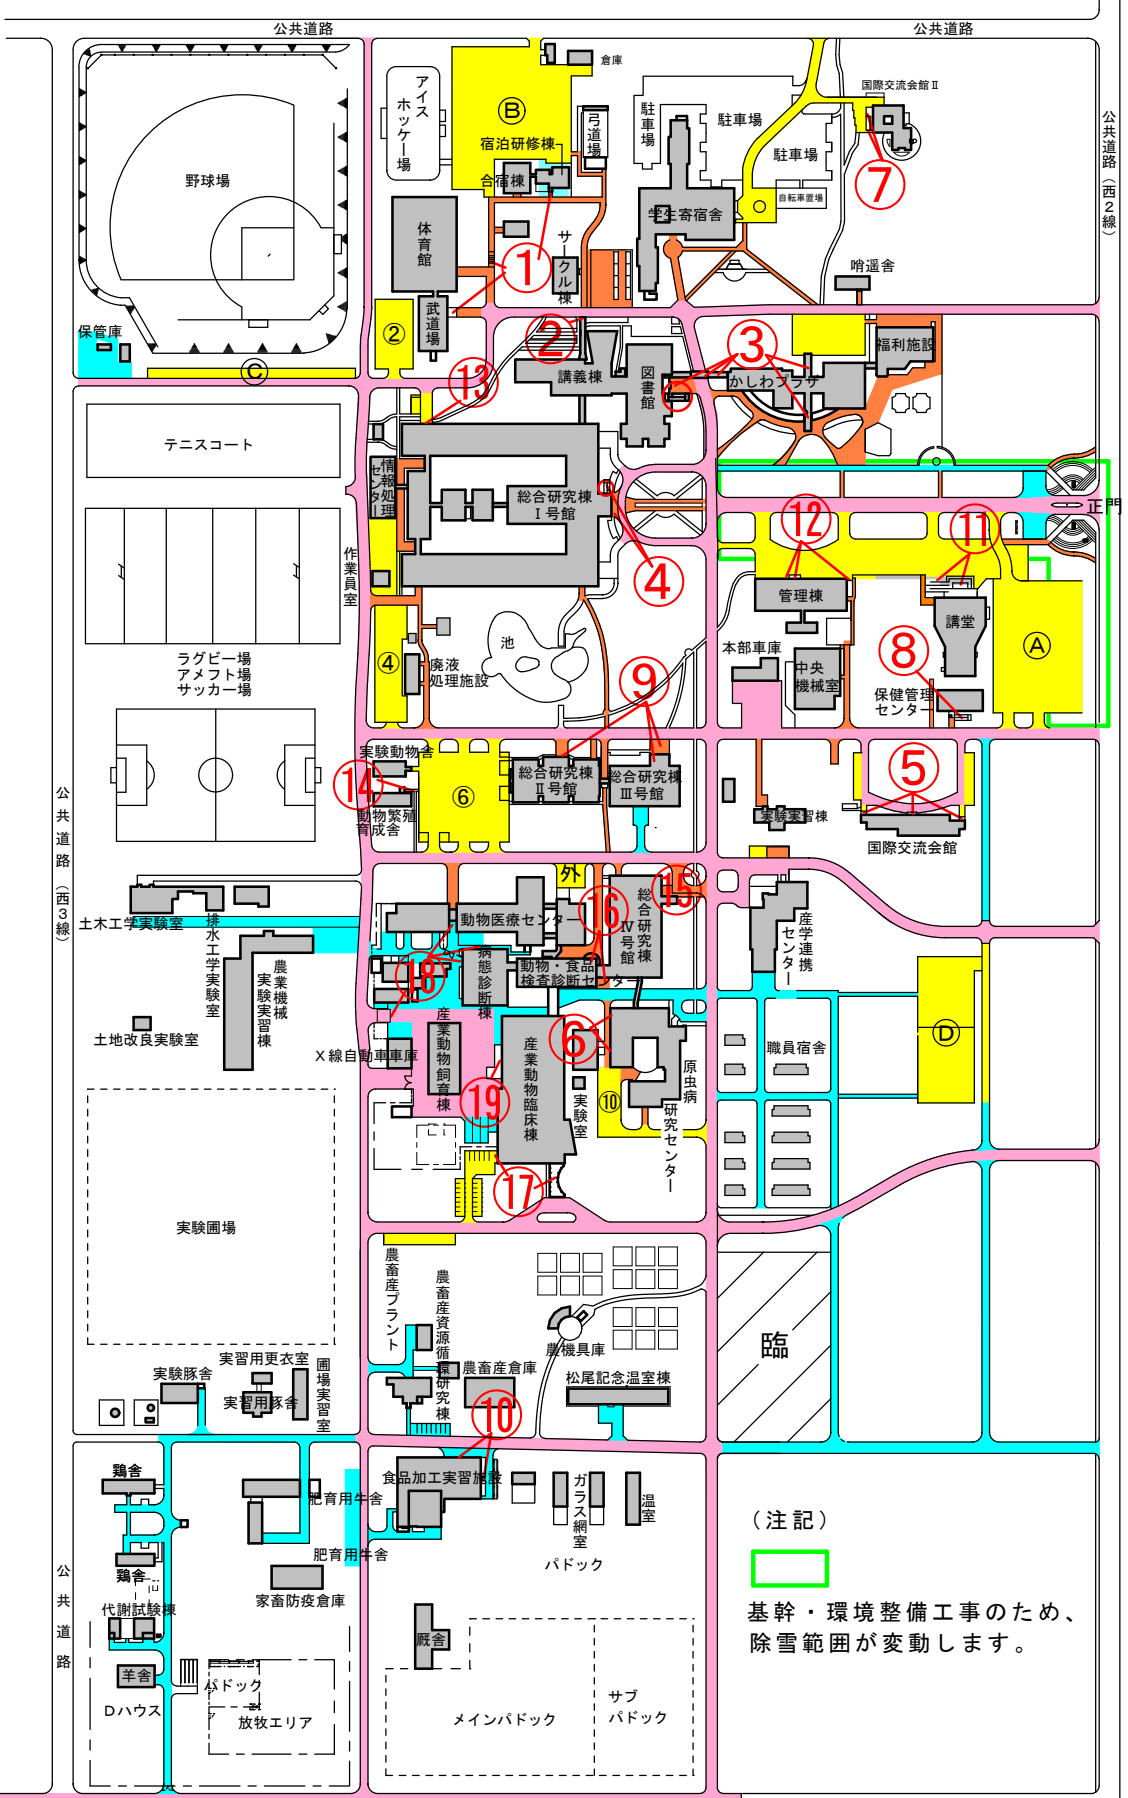 公共道路
公共道路
アイス
ホッケー場
Ⓑ
倉庫
宿泊研修棟
弓道場
合宿棟
駐車場
駐車場
駐車場
自転車置場
国際交流会館Ⅱ
⑦
公共道路(西2線)
野球場
体育館
①
サークル棟
学生寄宿舎
哨遥舎
武道場
保管庫
②
②
講義棟
図書館
③
かしわプラザ
福利施設
Ⓒ
⑬
テニスコート
情報処理
センター
総合研究棟
Ⅰ号館
④
正門
⑫
⑪
作業員室
管理棟
講堂
ラグビー場
アメフト場
サッカー場
④
廃液
処理施設
池
⑨
本部車庫
中央
機械室
⑧
保健管理
センター
Ⓐ
実験動物舎
⑭
動物繁殖
育成舎
⑥
総合研究棟
Ⅱ号館
総合研究棟
Ⅲ号館
実験実習棟
⑤
国際交流会館
公共道路(西3線)
外
土木工学実験室
排水工学実験室
農業機械
実験実習棟
土地改良実験室
動物医療センター
⑯
総合研究棟
Ⅳ号館
⑮
産学連携
センター
⑱
病態診断棟
動物・食品
検査診断センター
Ⓓ
X線自動車車庫
産業動物飼育棟
⑲
産業動物臨床棟
⑥
実験室
⑩
原虫病
研究センター
職員宿舎
⑰
実験圃場
農畜産プラント
農畜産資源循環研究棟
農機具庫
臨
実験豚舎
実習用更衣室
実習用豚舎
圃場実習室
農畜産倉庫
松尾記念温室棟
⑩
鶏舎
肥育用牛舎
食品加工実習施設
ガラス網室
温室
(注記)
肥育用牛舎
パドック
鶏舎
家畜防疫倉庫
公共道路
代謝試験棟
基幹・環境整備工事のため、
除雪範囲が変動します。
厩舎
羊舎
パドック
Dハウス
放牧エリア
メインパドック
サブ
パドック